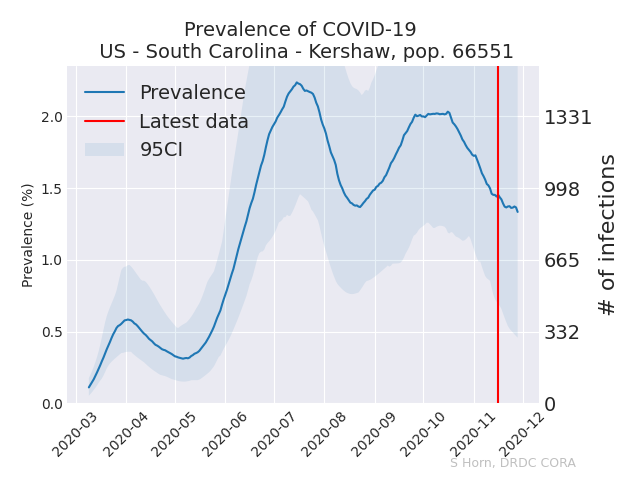 Prevalence of COVID-19
US - South Carolina - Kershaw, pop. 66551
Prevalence
Latest data
95CI
Prevalence (%)
2.0
1.5
1.0
0.5
0.0
1331
998
665
332
0
# of infections
2020-03
2020-04
2020-05
2020-06
2020-07
2020-08
2020-09
2020-10
2020-11
2020-12
S Horn, DRDC CORA